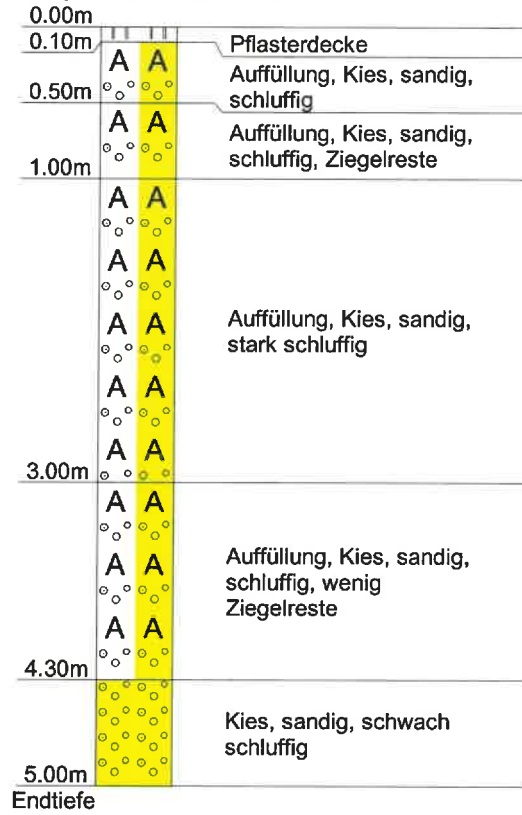 0.00m
0.10m
Pflasterdecke
A A
Auffüllung, Kies, sandig,
schluffig
0.50m
A A
Auffüllung, Kies, sandig,
schluffig, Ziegelreste
1.00m
A A
A A
A A
Auffüllung, Kies, sandig,
stark schluffig
A A
A A
3.00m
A A
A A
Auffüllung, Kies, sandig,
schluffig, wenig
Ziegelreste
A A
4.30m
Kies, sandig, schwach
schluffig
5.00m
Endtiefe